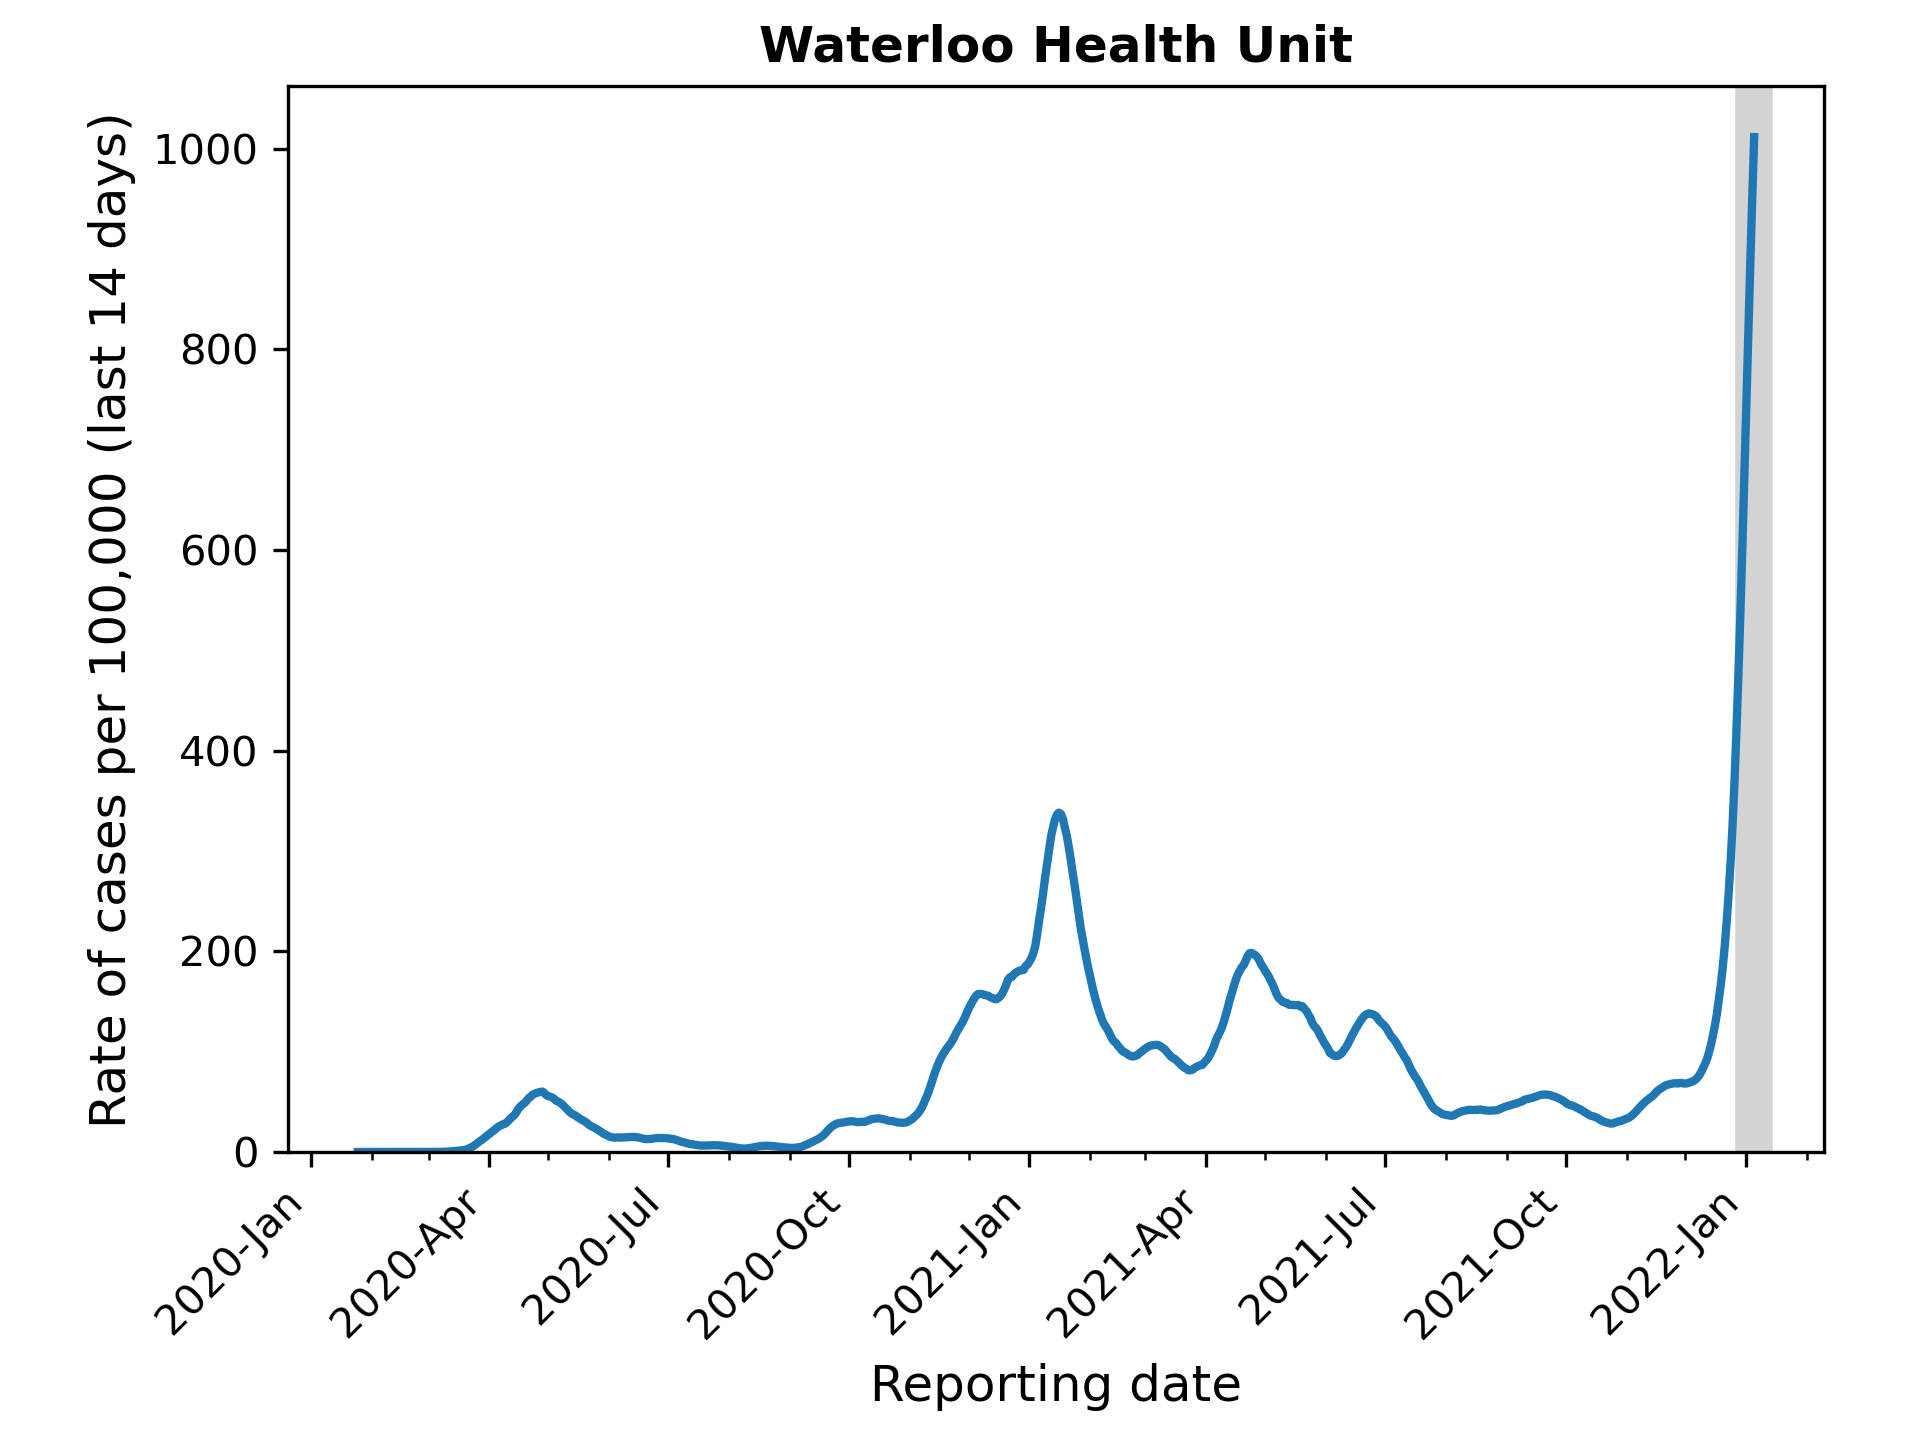 Waterloo Health Unit
Rate of cases per 100,000 (last 14 days)
1000
800
600
400
200
0
2020-Jan
2020-Apr
2020-Jul
2020-Oct
2021-Jan
2021-Apr
2021-Jul
2021-Oct
2022-Jan
Reporting date